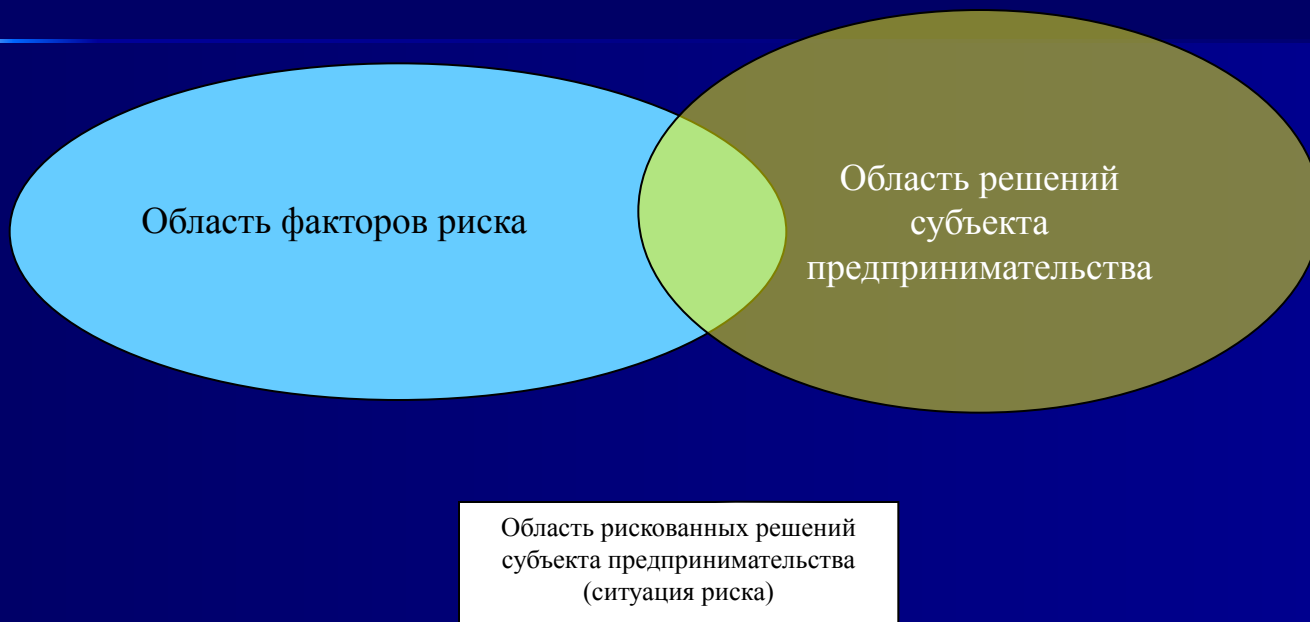 Область факторов риска
Область решений
субъекта
предпринимательства
Область рискованных решений
субъекта предпринимательства
(ситуация риска)